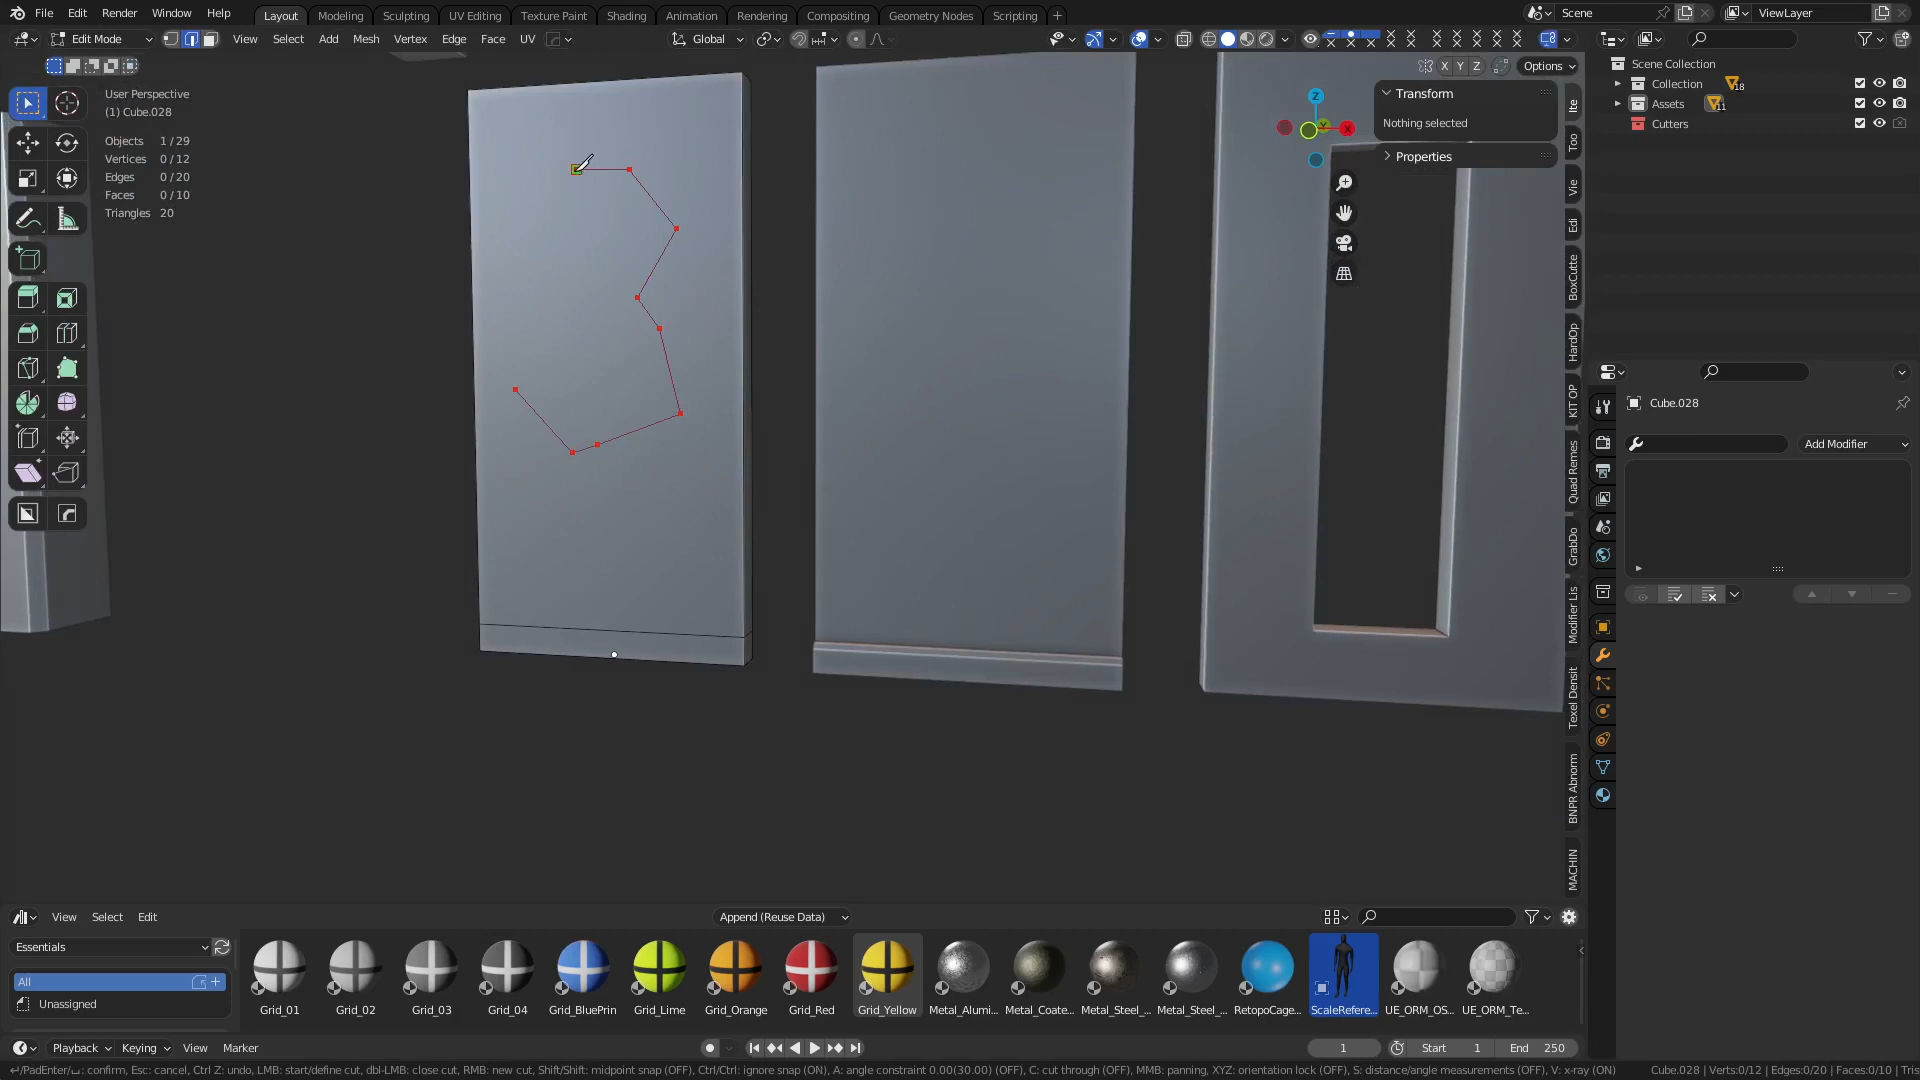 File Edit Render Window Help Layout Modeling Sculpting UV Editing Texture Paint Shading Animation Rendering Compositing Geometry Nodes Scripting + Scene ViewLayer
Edit Mode View Select Add Mesh Vertex Edge Face UV Global
X Y Z Options
User Perspective
(1) Cube.028
Objects 1/29
Vertices 0/12
Edges 0/20
Faces 0/10
Triangles 20
Transform
Nothing selected
Properties
Z
Y
X
Ite
Too
Vie
Edi
BoxCutte
HardOp
KIT OP
Quad Remes
GrabDo
Modifier Lis
Texel Densit
BNPR Abnorm
MACHIN
Scene Collection
Collection 18
Assets 11
Cutters
Cube.028
Add Modifier
View Select Edit Append (Reuse Data)
Essentials
All
Unassigned
Grid_01 Grid_02 Grid_03 Grid_04 Grid_BluePrin Grid_Lime Grid_Orange Grid_Red Grid_Yellow Metal_Alumi... Metal_Coate... Metal_Steel_... Metal_Steel_... RetopoCage... ScaleRefere... UE_ORM_OS... UE_ORM_Te...
Playback Keying View Marker 1 Start 1 End 250
/PadEnter/ : confirm, Esc: cancel, Ctrl Z: undo, LMB: start/define cut, dbl-LMB: close cut, RMB: new cut, Shift/Shift: midpoint snap (OFF), Ctrl/Ctrl: ignore snap (ON), A: angle constraint 0.00(30.00) (OFF), C: cut through (OFF), MMB: panning, XYZ: orientation lock (OFF), S: distance/angle measurements (OFF), V: x-ray (ON) Cube.028 | Verts:0/12 | Edges:0/20 | Faces:0/10 | Tris